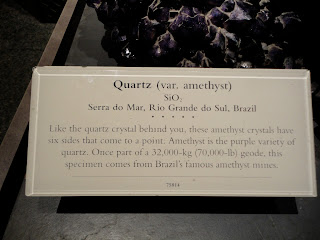 Quartz (var. amethyst)
SiO₂
Serra do Mar, Rio Grande do Sul, Brazil
• • • • •
Like the quartz crystal behind you, these amethyst crystals have
six sides that come to a point. Amethyst is the purple variety of
quartz. Once part of a 32,000-kg (70,000-lb) geode, this
specimen comes from Brazil's famous amethyst mines.